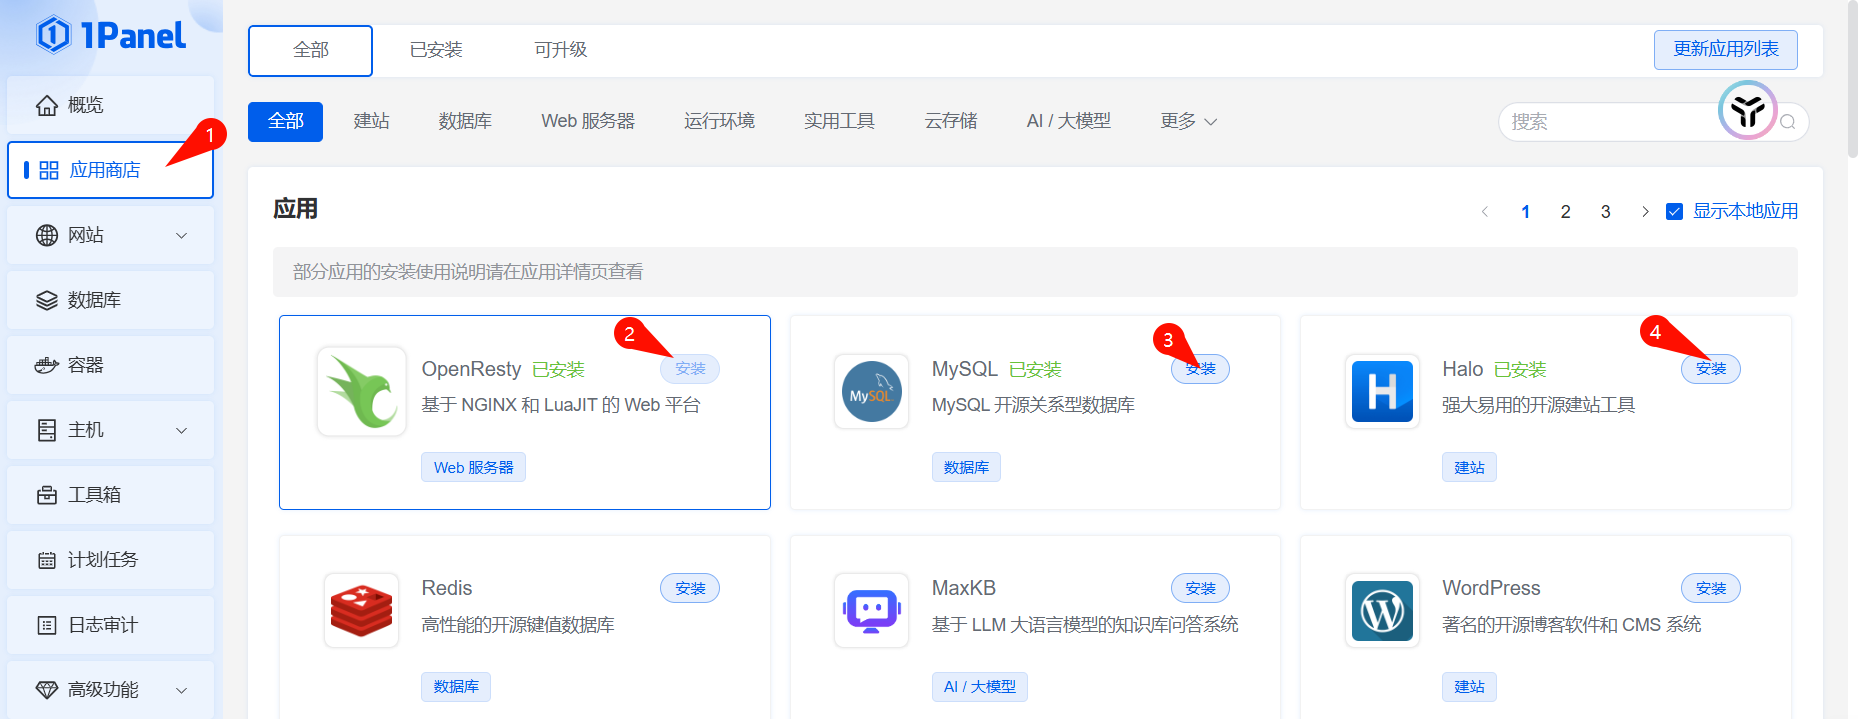 1Panel
概览
应用商店
1
网站
数据库
容器
主机
工具箱
计划任务
日志审计
高级功能
全部 已安装 可升级 更新应用列表
全部 建站 数据库 Web 服务器 运行环境 实用工具 云存储 AI / 大模型 更多 搜索
应用 1 2 3 显示本地应用
部分应用的安装使用说明请在应用详情页查看
2
OpenResty 已安装 安装
基于 NGINX 和 LuaJIT 的 Web 平台
Web 服务器
3
MySQL
MySQL 已安装 安装
MySQL 开源关系型数据库
数据库
4
H
Halo 已安装 安装
强大易用的开源建站工具
建站
Redis 安装
高性能的开源键值数据库
数据库
MaxKB 安装
基于 LLM 大语言模型的知识库问答系统
AI / 大模型
WordPress 安装
著名的开源博客软件和 CMS 系统
建站